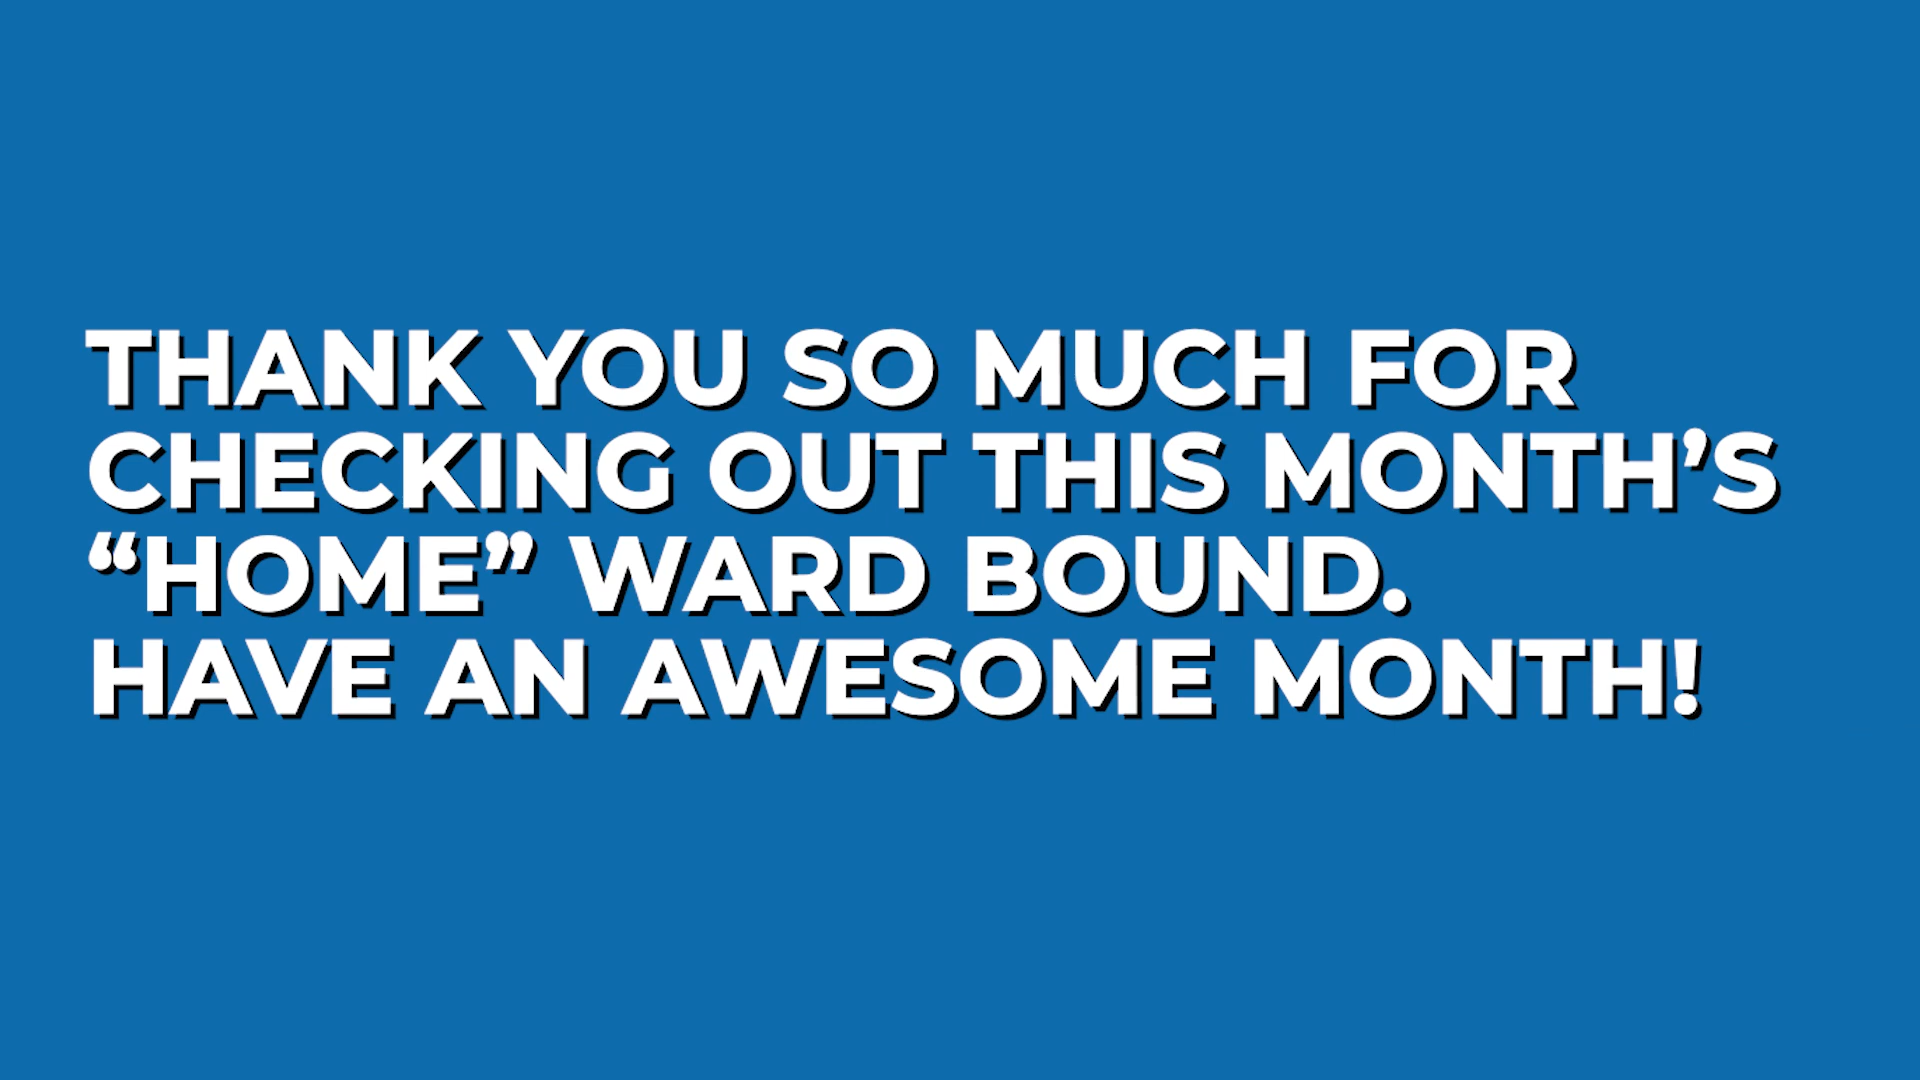 THANK YOU SO MUCH FOR
CHECKING OUT THIS MONTH’S
“HOME” WARD BOUND.
HAVE AN AWESOME MONTH!